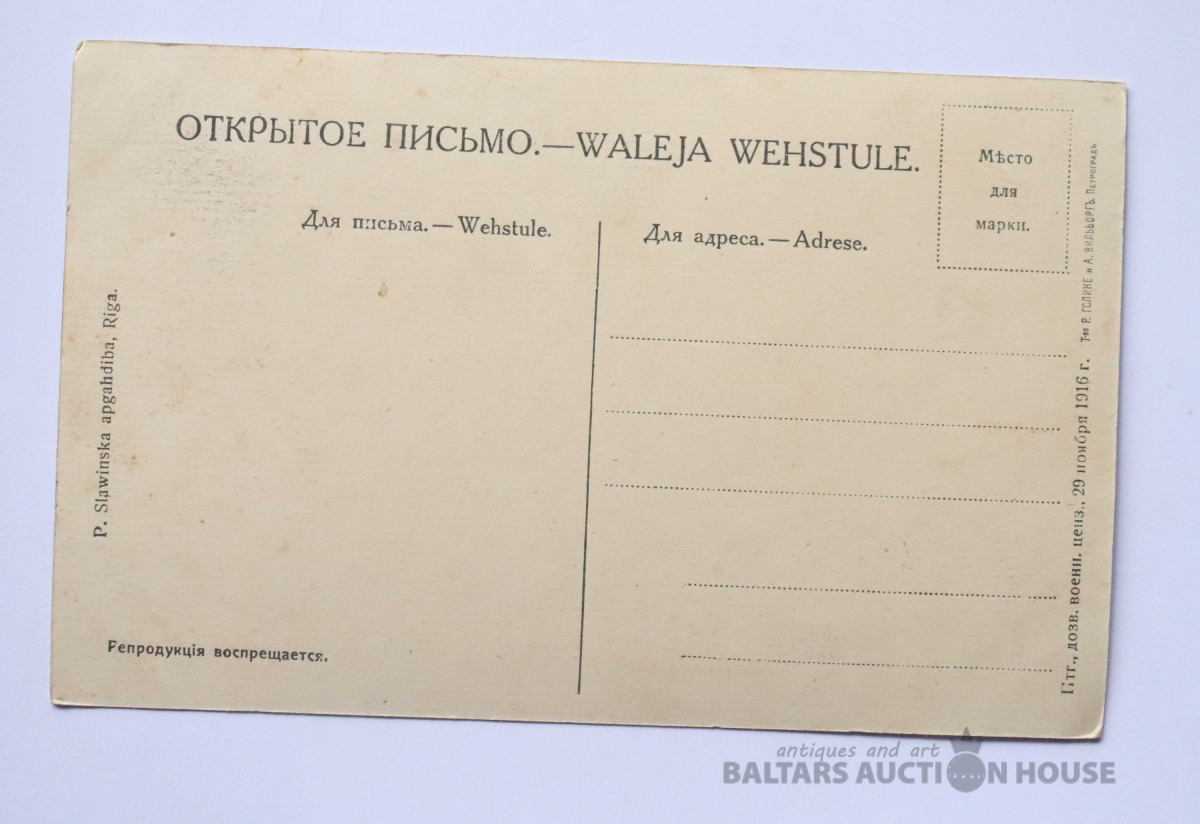 ОТКРЫТОЕ ПИСЬМО.—WALEJA WEHSTULE.
Мѣсто
для
марки.
Для письма.—Wehstule.
Для адреса.—Adrese.
P. Slawinska apgahdiba, Riga.
Репродукція воспрещается.
Птг., дозв. военн. ценз., 29 ноября 1916 г. Т-во Р. ГОЛИКЕ и А. ВИЛЬБОРГЪ. ПЕТРОГРАДЪ
antiques and art
BALTARS AUCTION HOUSE